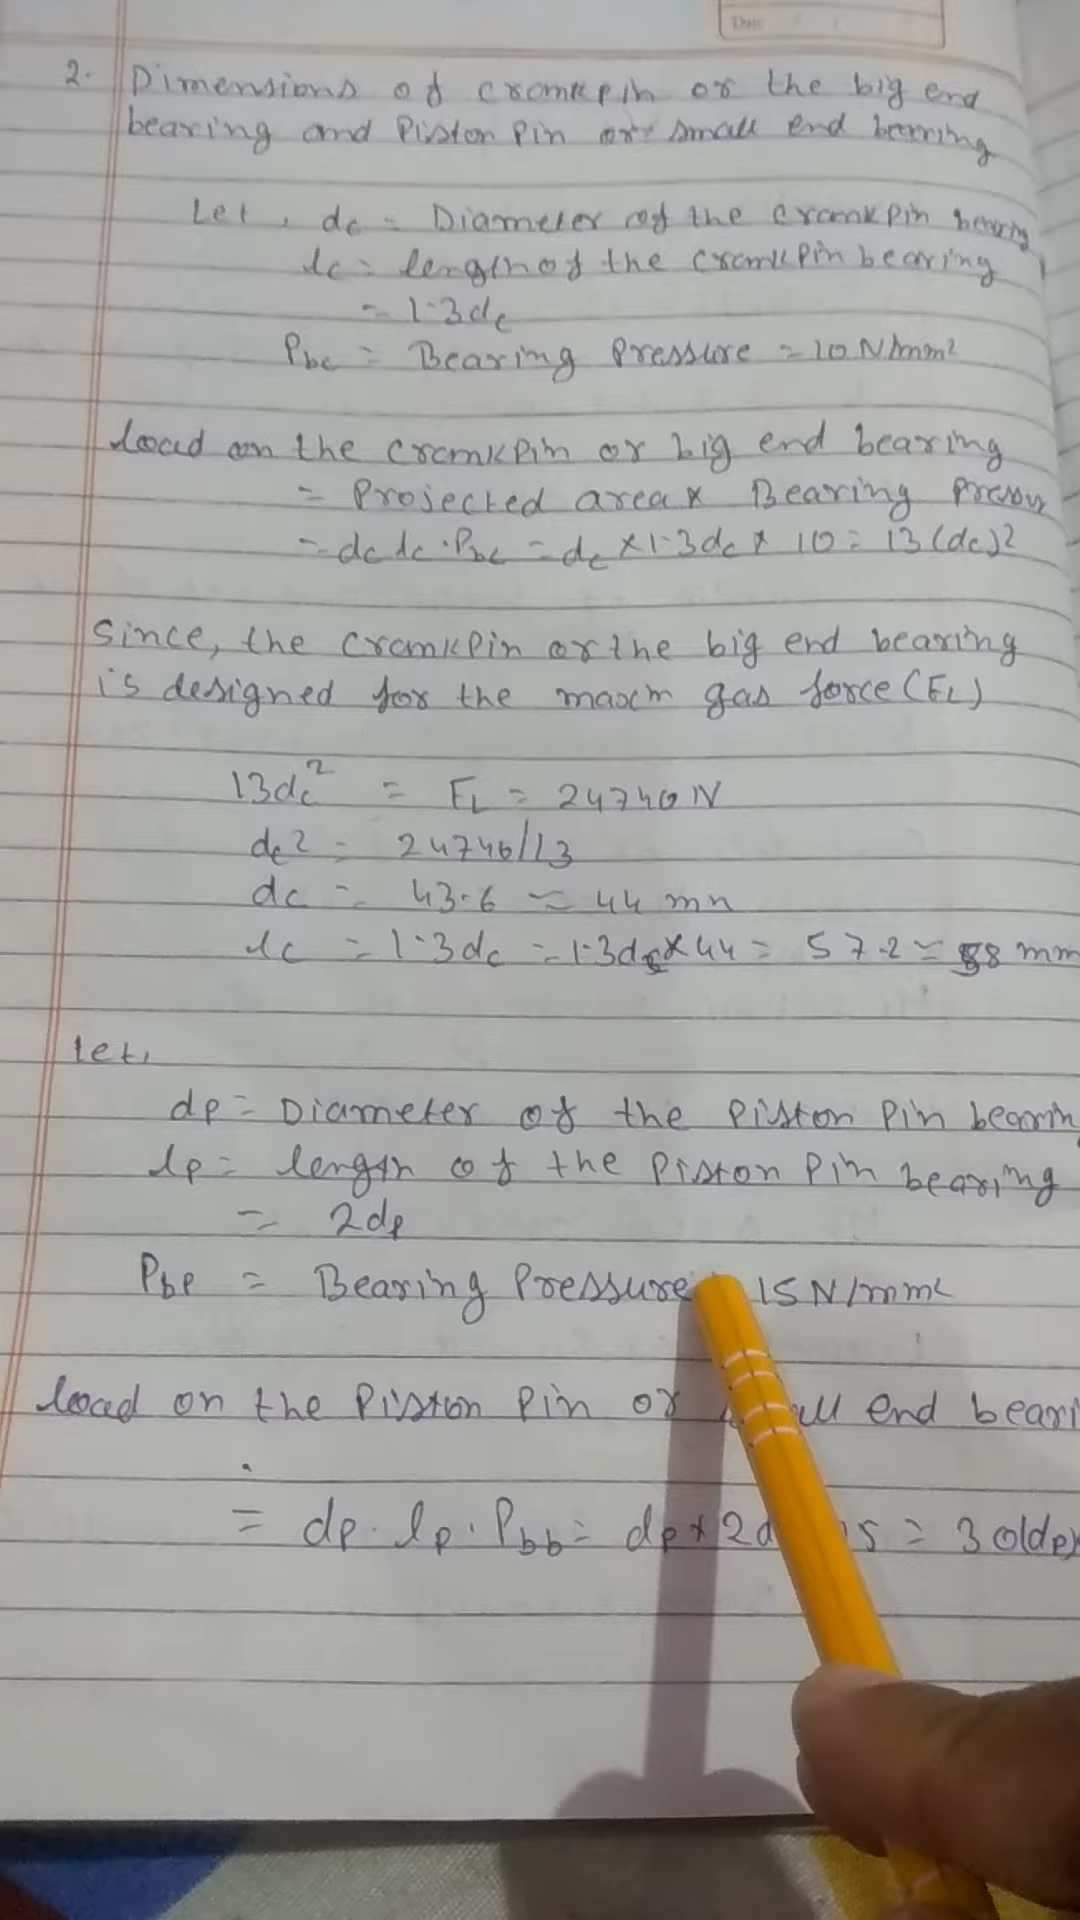 Date
2. Dimensions of crankpin or the big end
bearing and Piston Pin or small end bearing
Let, dc = Diameter of the crankpin bearing
lc = length of the crankpin bearing
= 1.3dc
Pbc = Bearing Pressure = 10 N/mm²
load on the crankpin or big end bearing
= Projected area x Bearing
= dc lc . Pbc = dc x 1.3dc x 10 = 13(dc)2
Since, the crankpin or the big end bearing
is designed for the maxm gas force (FL)
13dc² = FL = 24740 N
dc2 = 24740/13
dc = 43.6 ≈ 44 mm
lc = 1.3dc = 1.3 x 44 = 57.2 ≈ 58 mm
Let,
dp = Diameter of the Piston Pin
lp = length of the Piston Pin bearing
= 2dp
Pbp = Bearing Pressure 15 N/mm²
load on the Piston Pin or end
= dp . lp . Pbb = dp x 2d = 30(dp)